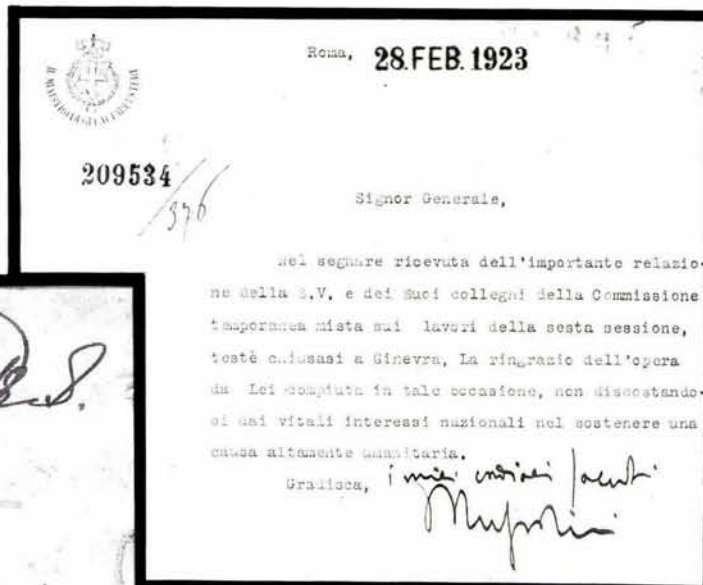 Roma, 28.FEB.1923
209534
/376
Signor Generale,
Nel segnare ricevuta dell'importante relazio-
ne della S.V. e dei Suoi colleghi della Commissione
temporanea mista sui lavori della sesta sessione,
testè chiusasi a Ginevra, La ringrazio dell'opera
da Lei compiuta in tale occasione, non discostando-
si dai vitali interessi nazionali nel sostenere una
causa altamente umanitaria.
Gradisca, i miei cordiali saluti
Mussolini